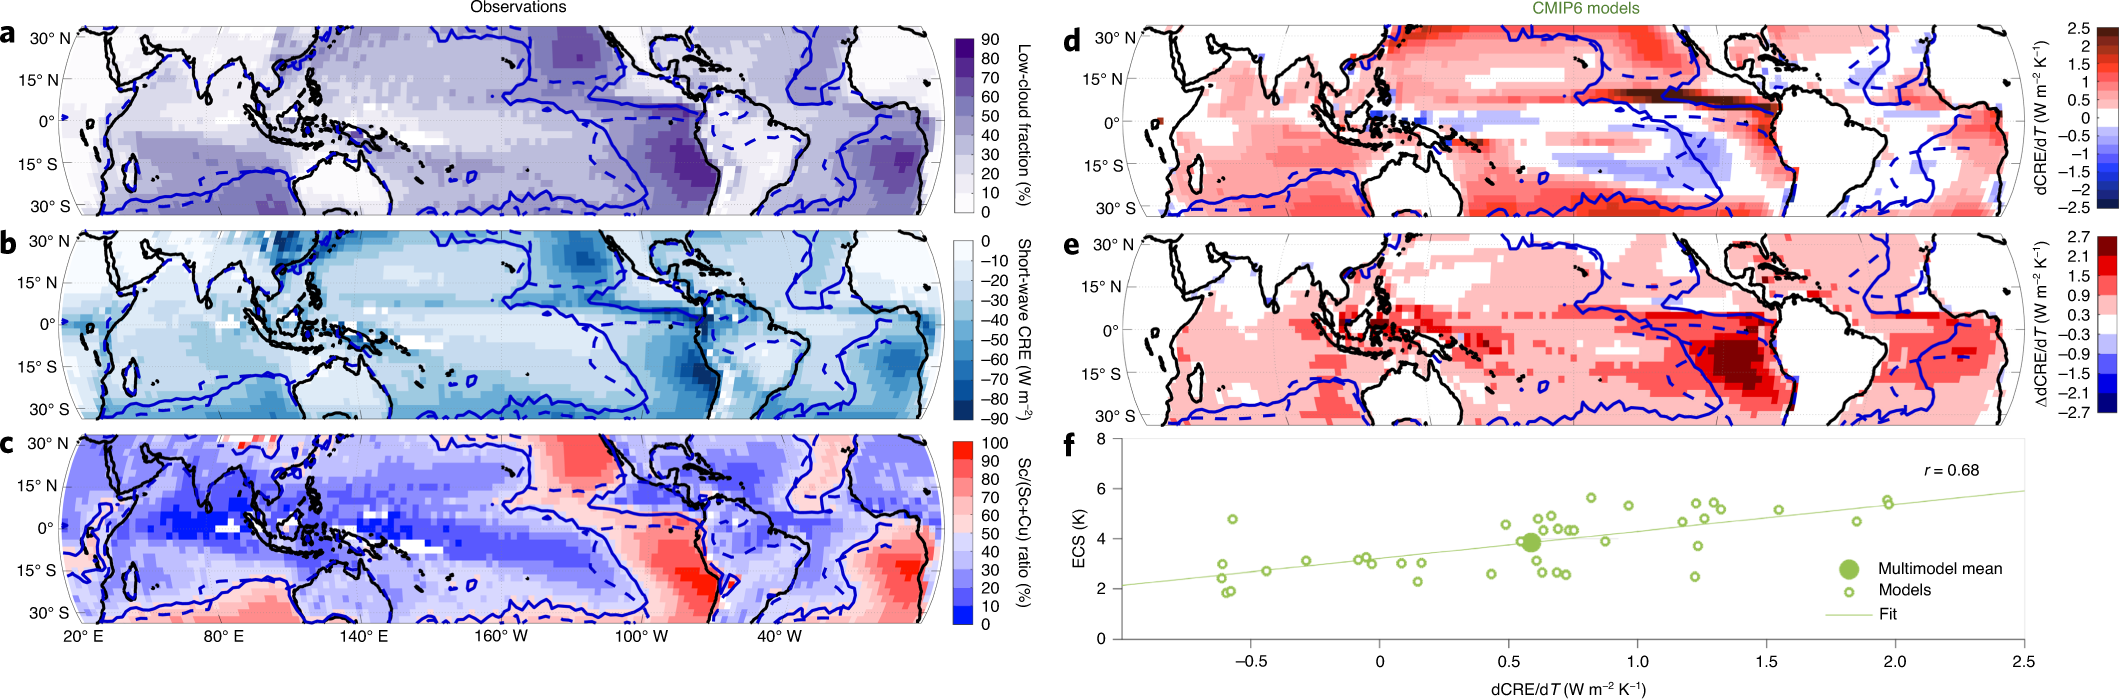 Observations
a
30° N
15° N
0°
15° S
30° S
90
80
70
60
50
40
30
20
10
0
Low-cloud fraction (%)
b
30° N
15° N
0°
15° S
30° S
0
−10
−20
−30
−40
−50
−60
−70
−80
−90
Short-wave CRE (W m−2)
c
30° N
15° N
0°
15° S
30° S
20° E
80° E
140° E
160° W
100° W
40° W
100
90
80
70
60
50
40
30
20
10
0
Sc/(Sc+Cu) ratio (%)
CMIP6 models
d
30° N
15° N
0°
15° S
30° S
2.5
2
1.5
1
0.5
0
−0.5
−1
−1.5
−2
−2.5
dCRE/dT (W m−2 K−1)
e
30° N
15° N
0°
15° S
30° S
2.7
2.1
1.5
0.9
0.3
−0.3
−0.9
−1.5
−2.1
−2.7
ΔdCRE/dT (W m−2 K−1)
f
8
6
4
2
0
ECS (K)
r = 0.68
Multimodel mean
Models
Fit
−0.5
0
0.5
1.0
1.5
2.0
2.5
dCRE/dT (W m−2 K−1)